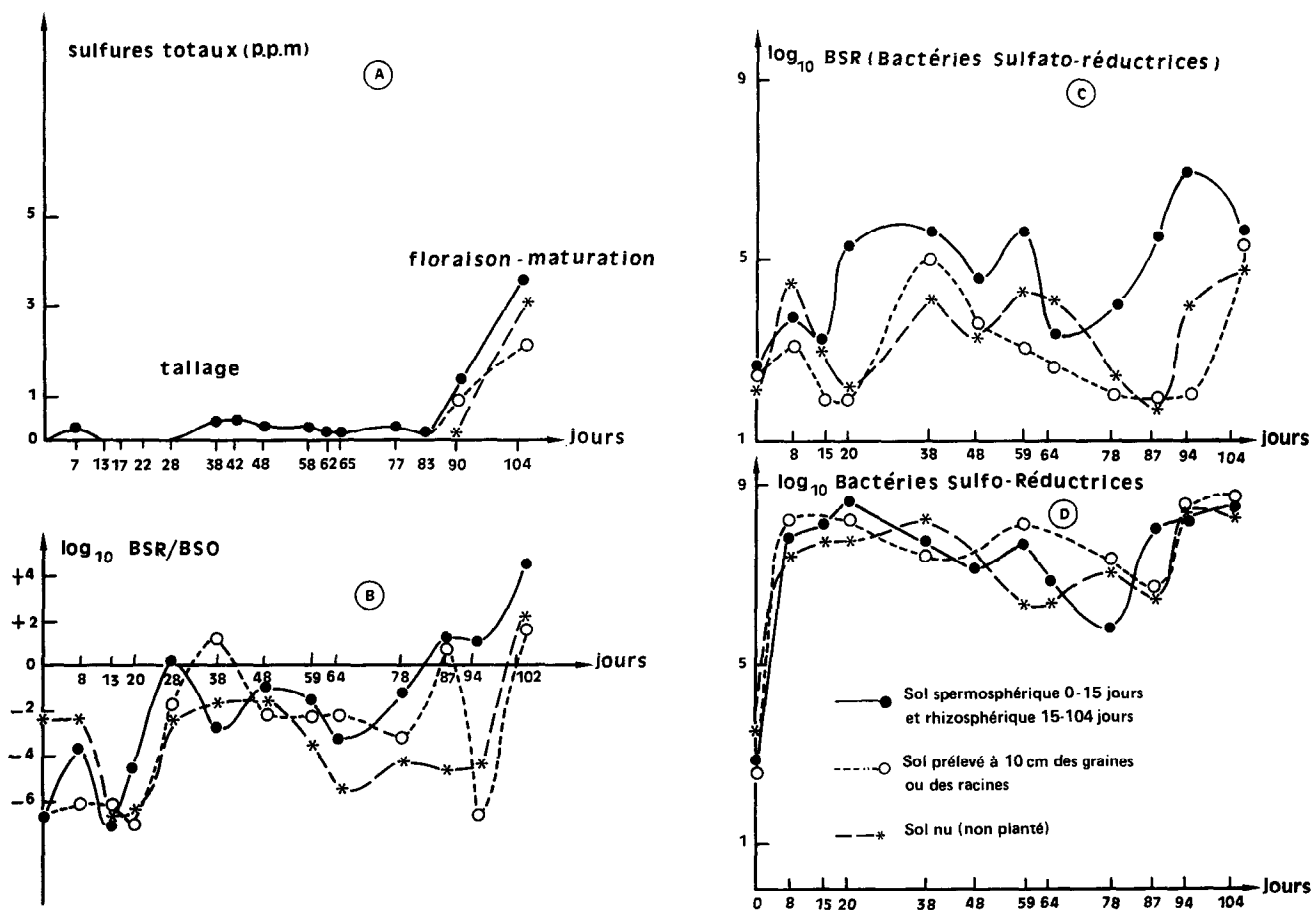 sulfures totaux (p.p.m)
A
5
3
1
0
tallage
floraison-maturation
jours
7 13 17 22 28 38 42 48 58 62 65 77 83 90 104
log10 BSR/BSO
B
+4
+2
0
-2
-4
-6
jours
8 13 20 28 38 48 59 64 78 87 94 102
log10 BSR (Bactéries Sulfato-réductrices)
C
9
5
1
jours
8 15 20 38 48 59 64 78 87 94 104
log10 Bactéries Sulfo-Réductrices
D
9
5
1
Sol spermosphérique 0-15 jours
et rhizosphérique 15-104 jours
Sol prélevé à 10 cm des graines
ou des racines
Sol nu (non planté)
Jours
0 8 15 20 38 48 59 64 78 87 94 104